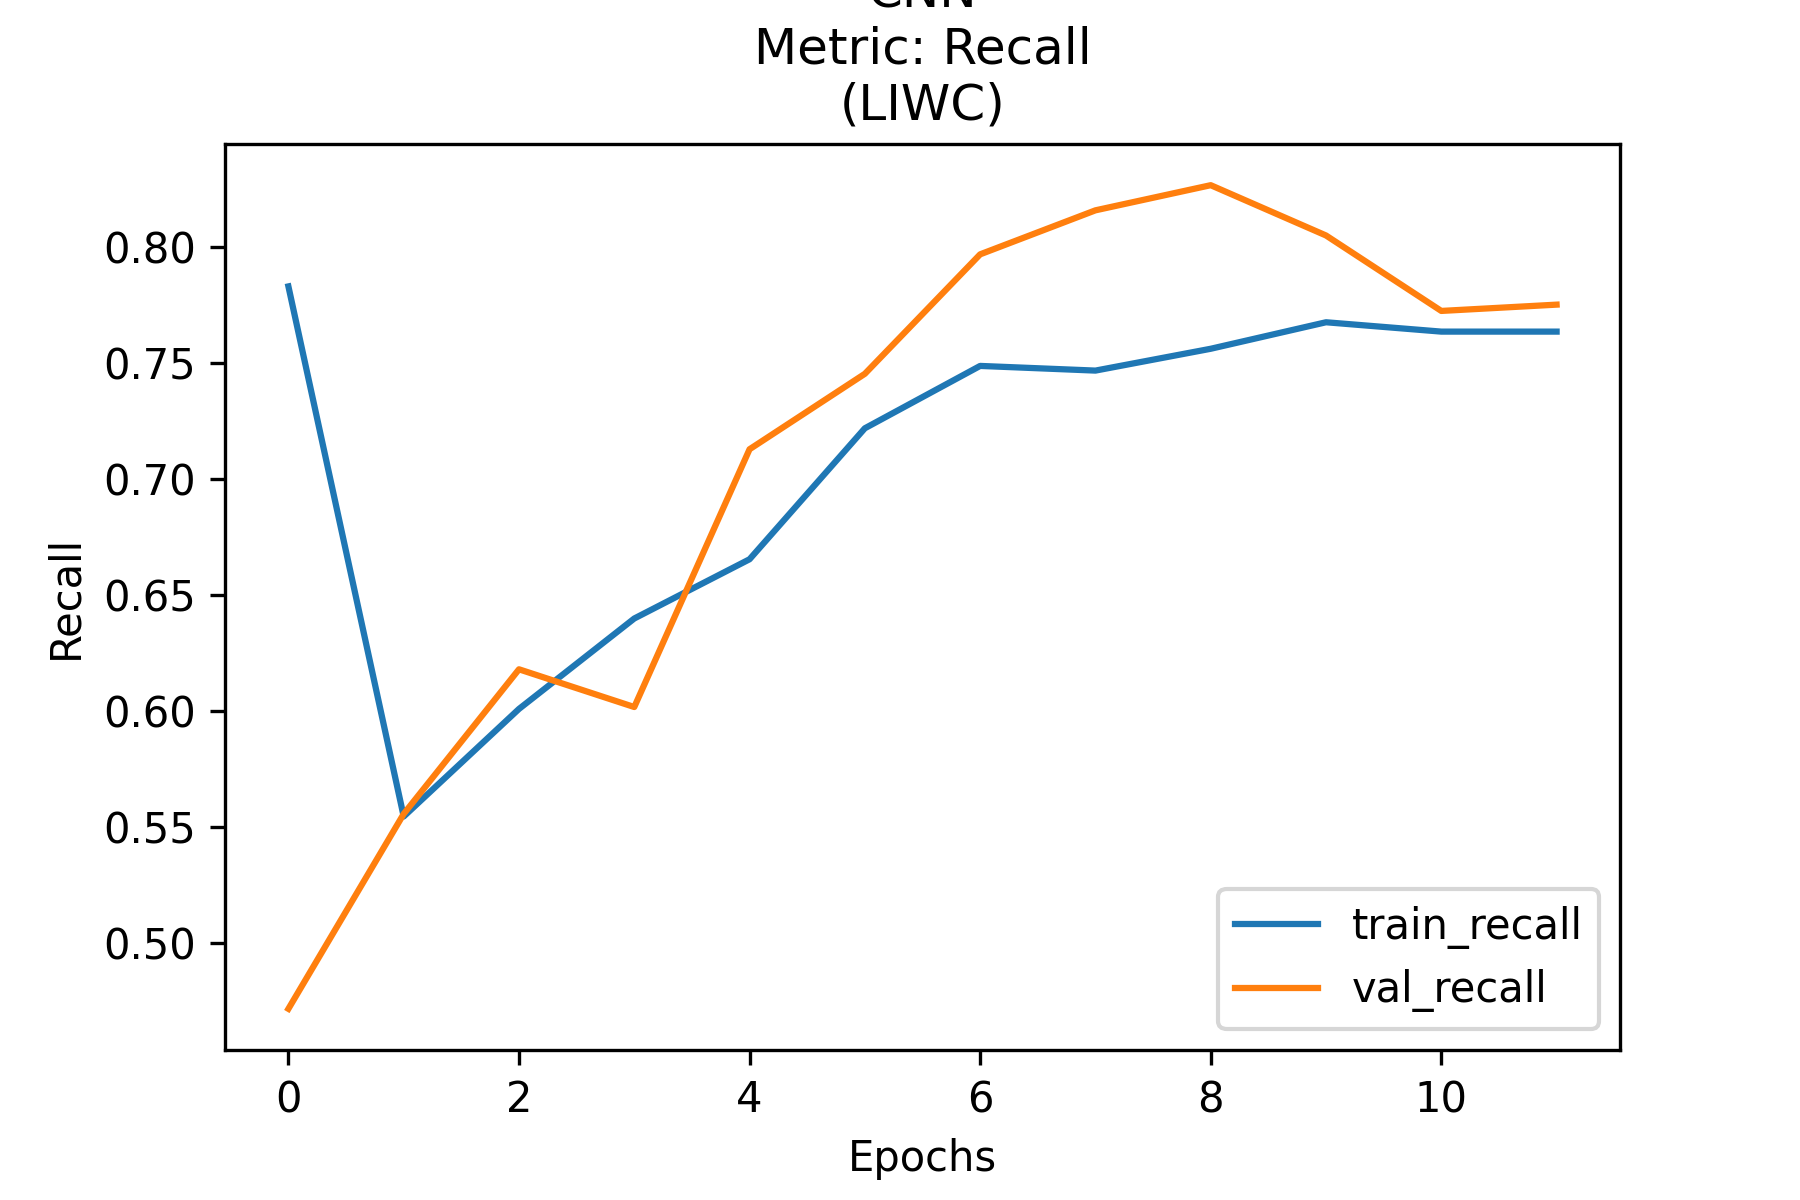 CNN
Metric: Recall
(LIWC)
0.80
0.75
0.70
0.65
0.60
0.55
0.50
Recall
train_recall
val_recall
0 2 4 6 8 10
Epochs